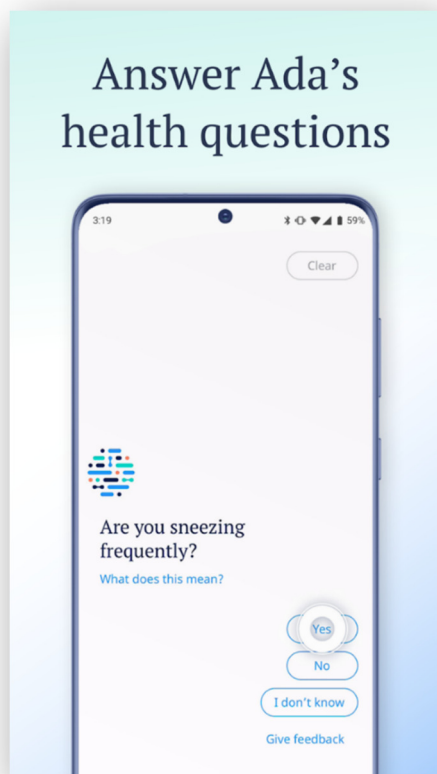 Answer Ada’s
health questions
3:19
59%
Clear
Are you sneezing
frequently?
What does this mean?
Yes
No
I don’t know
Give feedback